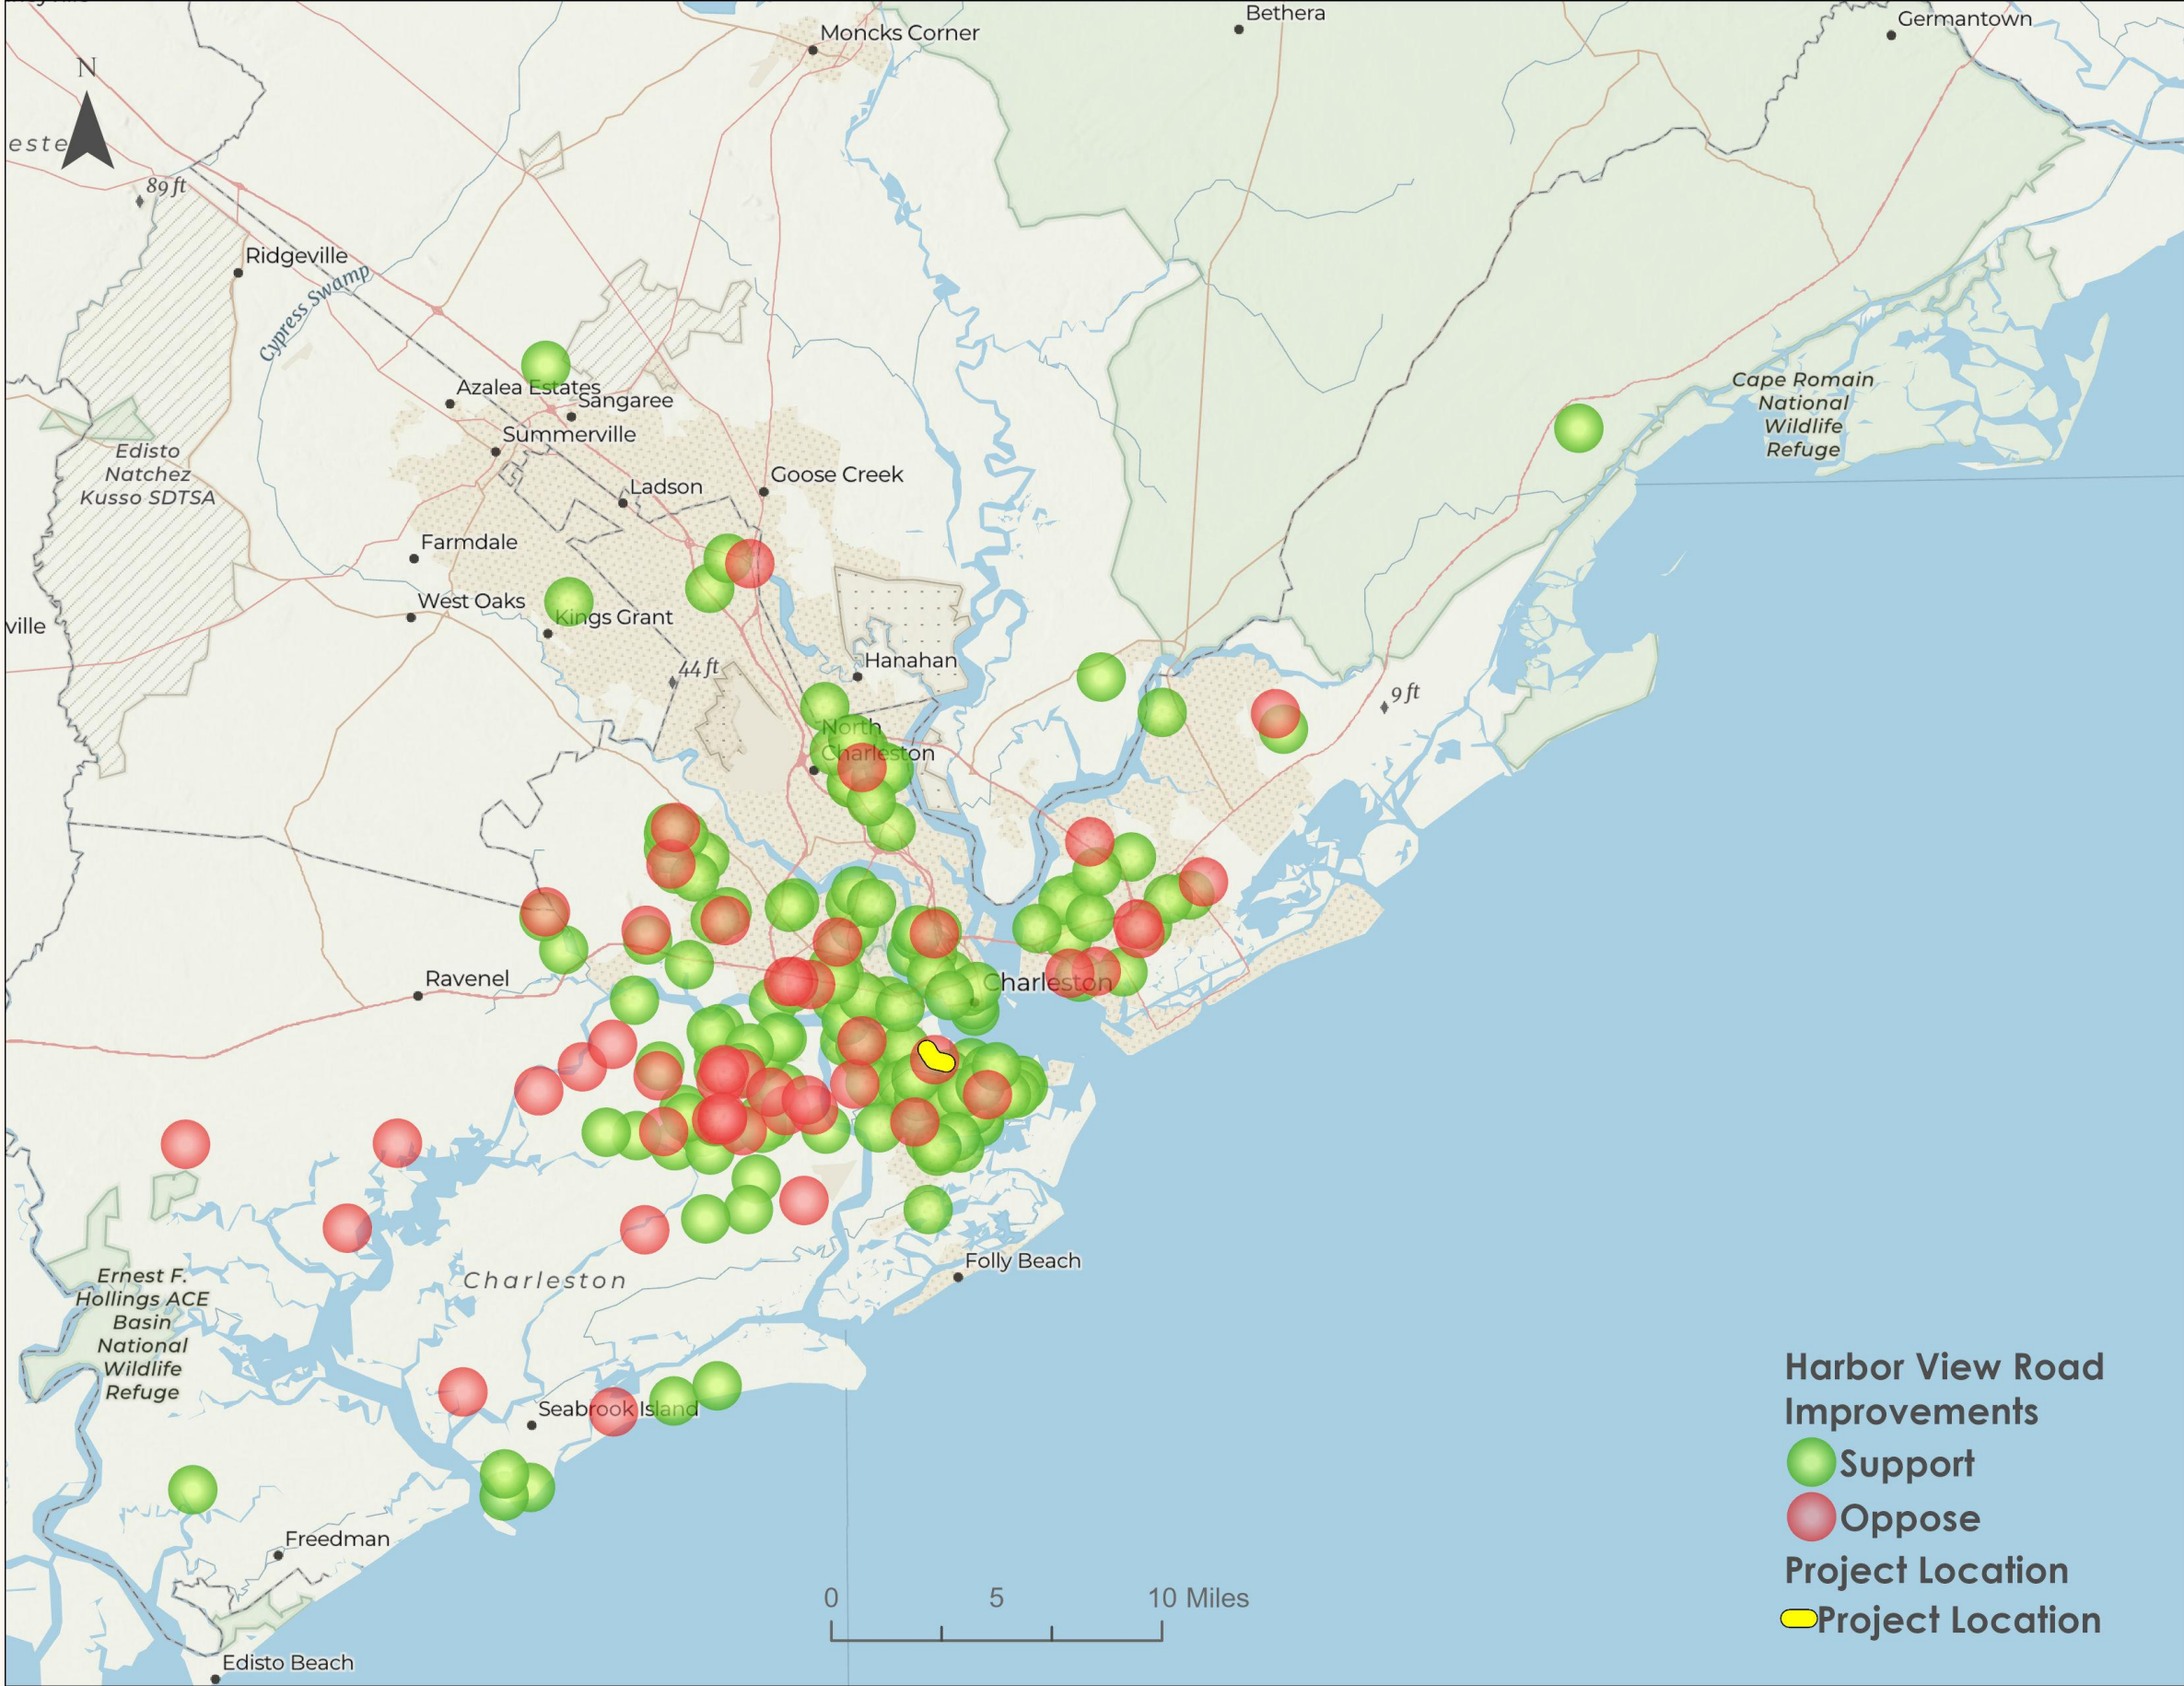 Moncks Corner
Bethera
Germantown
N
este
89 ft
Ridgeville
Cypress Swamp
Azalea Estates
Sangaree
Summerville
Cape Romain
National
Wildlife
Refuge
Edisto
Natchez
Kusso SDTSA
Goose Creek
Ladson
Farmdale
West Oaks
Kings Grant
ville
Hanahan
44 ft
9 ft
North
Charleston
Ravenel
Charleston
Folly Beach
Charleston
Ernest F.
Hollings ACE
Basin
National
Wildlife
Refuge
Seabrook Island
Freedman
Edisto Beach
0 5 10 Miles
Harbor View Road
Improvements
Support
Oppose
Project Location
Project Location